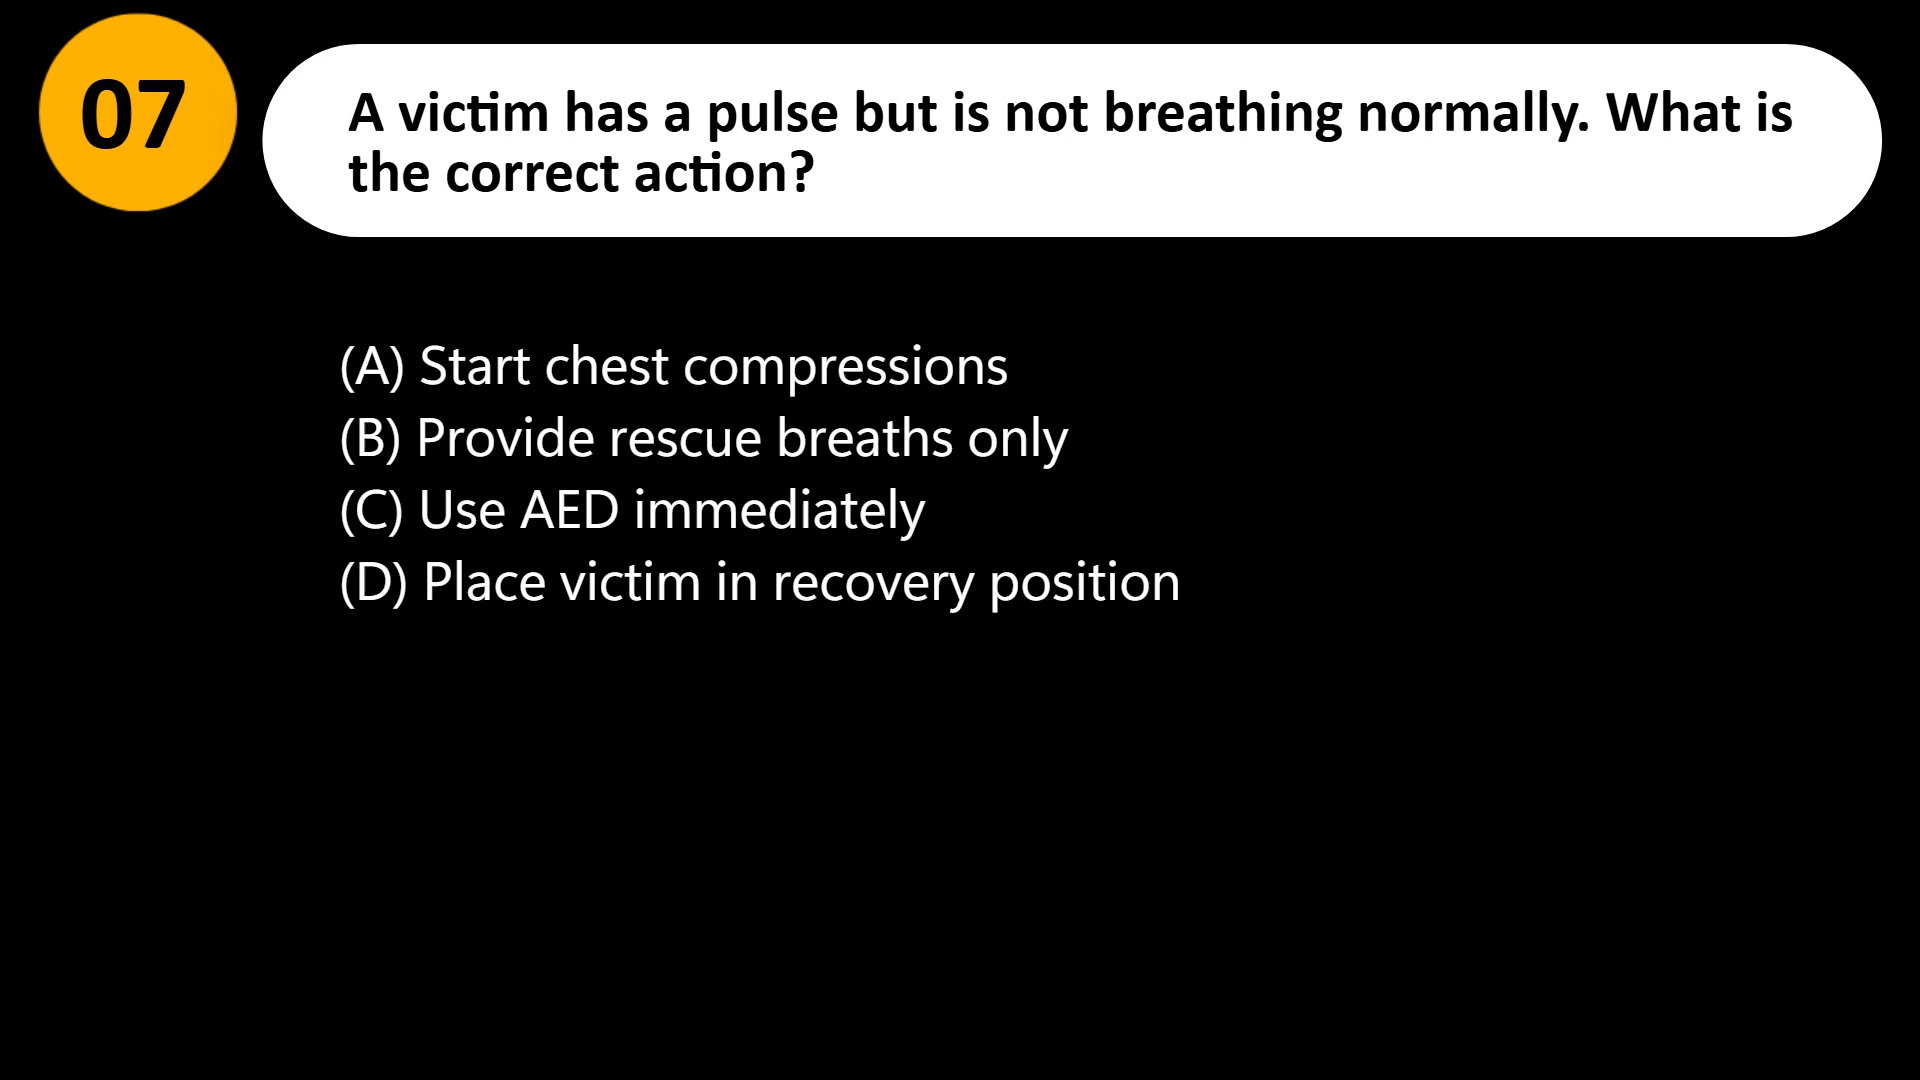 07
A victim has a pulse but is not breathing normally. What is
the correct action?
(A) Start chest compressions
(B) Provide rescue breaths only
(C) Use AED immediately
(D) Place victim in recovery position